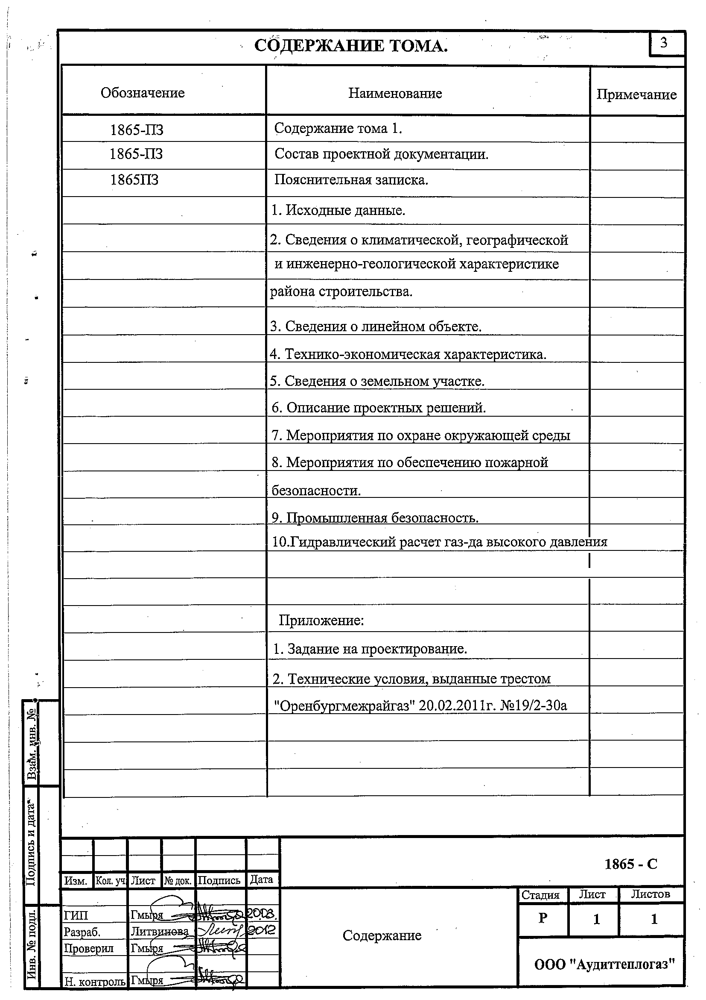 СОДЕРЖАНИЕ ТОМА.
3
Обозначение Наименование Примечание
1865-ПЗ Содержание тома 1.
1865-ПЗ Состав проектной документации.
1865ПЗ Пояснительная записка.
1. Исходные данные.
2. Сведения о климатической, географической
и инженерно-геологической характеристике
района строительства.
3. Сведения о линейном объекте.
4. Технико-экономическая характеристика.
5. Сведения о земельном участке.
6. Описание проектных решений.
7. Мероприятия по охране окружающей среды
8. Мероприятия по обеспечению пожарной
безопасности.
9. Промышленная безопасность.
10.Гидравлический расчет газ-да высокого давления
Приложение:
1. Задание на проектирование.
2. Технические условия, выданные трестом
"Оренбургмежрайгаз" 20.02.2011г. №19/2-30а
Взам. инв. №
Подпись и дата
Инв. № подл.
1865 - С
Изм. Кол. уч. Лист № док. Подпись Дата
ГИП Гмыря 20.03.
Разраб. Литвинова 2012
Проверил Гмыря
Н. контроль Гмыря
Содержание
Стадия Лист Листов
Р 1 1
ООО "Аудиттеплогаз"